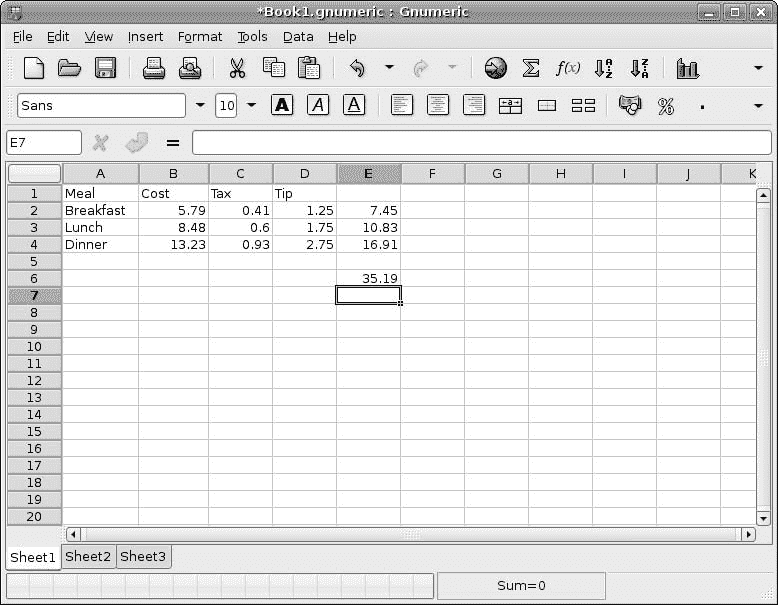 *Book1.gnumeric : Gnumeric
File Edit View Insert Format Tools Data Help
f(x) A Z Z A
Sans 10 A A A a %
E7 =
A B C D E F G H I J K
1 Meal Cost Tax Tip
2 Breakfast 5.79 0.41 1.25 7.45
3 Lunch 8.48 0.6 1.75 10.83
4 Dinner 13.23 0.93 2.75 16.91
5
6 35.19
7
8
9
10
11
12
13
14
15
16
17
18
19
20
Sheet1 Sheet2 Sheet3
Sum=0